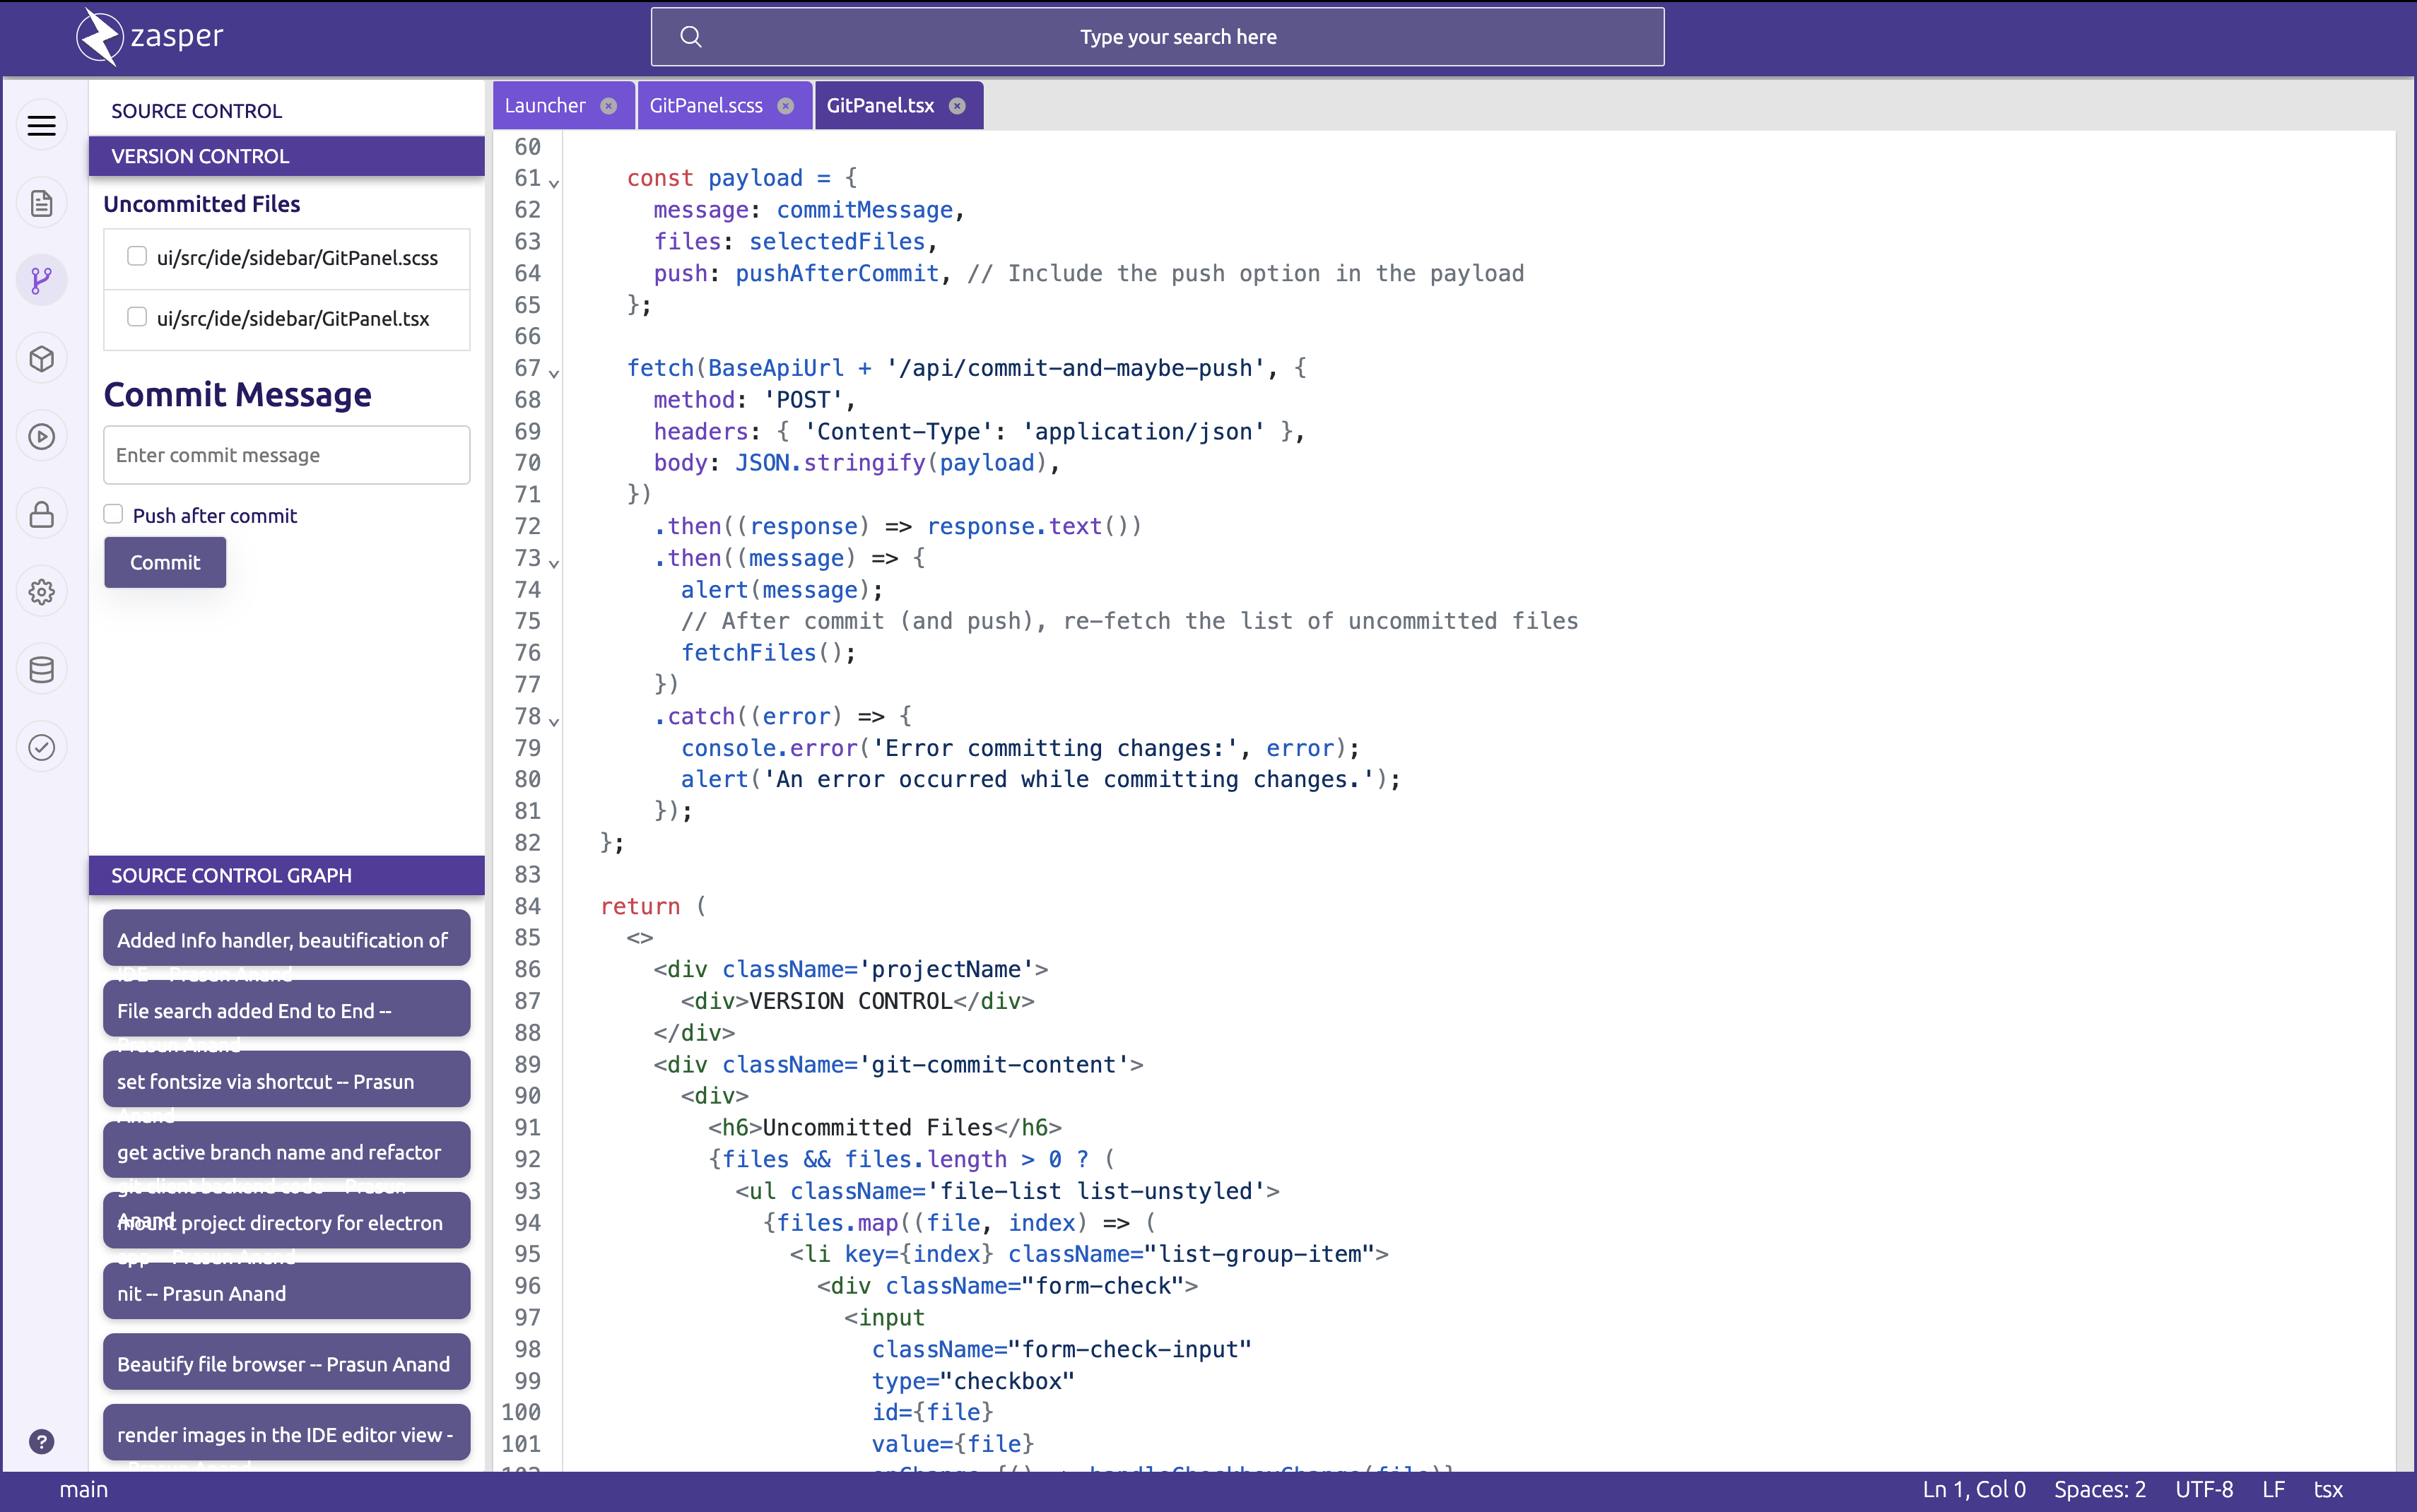 zasper
Type your search here
SOURCE CONTROL
VERSION CONTROL
Uncommitted Files
ui/src/ide/sidebar/GitPanel.scss
ui/src/ide/sidebar/GitPanel.tsx
Commit Message
Enter commit message
Push after commit
Commit
SOURCE CONTROL GRAPH
Added Info handler, beautification of
IDE -- Prasun Anand
File search added End to End --
Prasun Anand
set fontsize via shortcut -- Prasun
Anand
get active branch name and refactor
git client backend code -- Prasun
Anand
mount project directory for electron
app -- Prasun Anand
nit -- Prasun Anand
Beautify file browser -- Prasun Anand
render images in the IDE editor view -
Prasun Anand
Launcher
GitPanel.scss
GitPanel.tsx
60
61 const payload = {
62 message: commitMessage,
63 files: selectedFiles,
64 push: pushAfterCommit, // Include the push option in the payload
65 };
66
67 fetch(BaseApiUrl + '/api/commit-and-maybe-push', {
68 method: 'POST',
69 headers: { 'Content-Type': 'application/json' },
70 body: JSON.stringify(payload),
71 })
72 .then((response) => response.text())
73 .then((message) => {
74 alert(message);
75 // After commit (and push), re-fetch the list of uncommitted files
76 fetchFiles();
77 })
78 .catch((error) => {
79 console.error('Error committing changes:', error);
80 alert('An error occurred while committing changes.');
81 });
82 };
83
84 return (
85 <>
86 <div className='projectName'>
87 <div>VERSION CONTROL</div>
88 </div>
89 <div className='git-commit-content'>
90 <div>
91 <h6>Uncommitted Files</h6>
92 {files && files.length > 0 ? (
93 <ul className='file-list list-unstyled'>
94 {files.map((file, index) => (
95 <li key={index} className="list-group-item">
96 <div className="form-check">
97 <input
98 className="form-check-input"
99 type="checkbox"
100 id={file}
101 value={file}
main
Ln 1, Col 0
Spaces: 2
UTF-8
LF
tsx